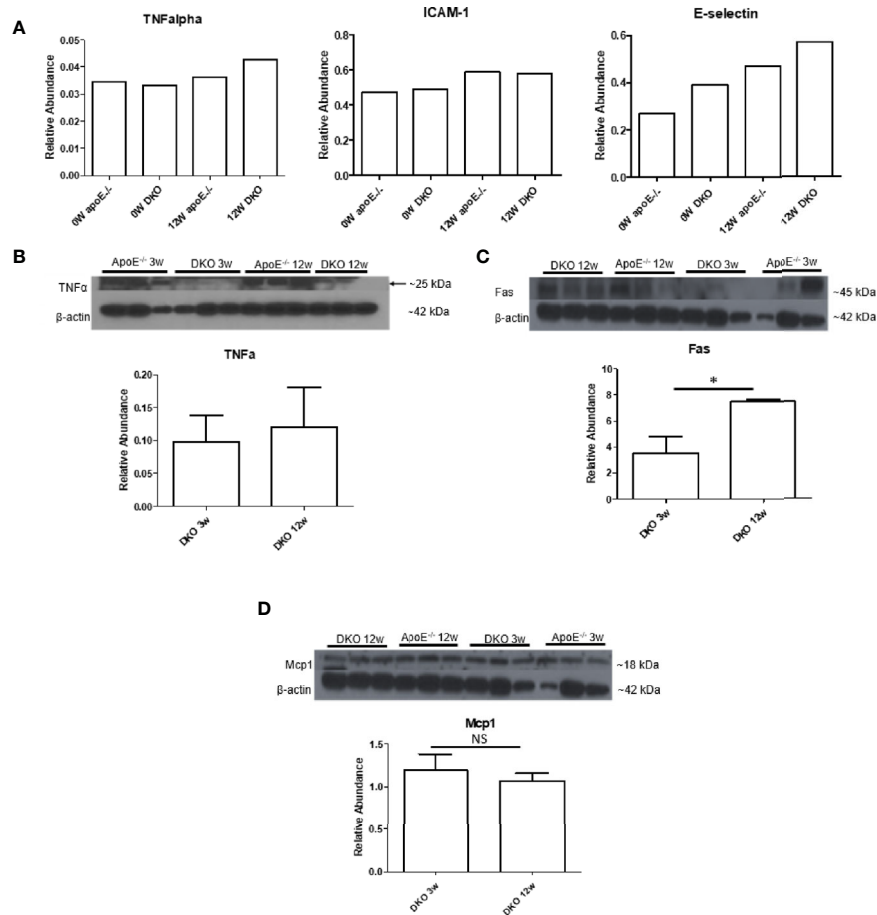 A
TNFalpha
Relative Abundance
0.05
0.04
0.03
0.02
0.01
0.00
0W apoE-/-
0W DKO
12W apoE-/-
12W DKO
ICAM-1
Relative Abundance
0.8
0.6
0.4
0.2
0.0
0W apoE-/-
0W DKO
12W apoE-/-
12W DKO
E-selectin
Relative Abundance
0.6
0.4
0.2
0.0
0W apoE-/-
0W DKO
12W apoE-/-
12W DKO
B
ApoE-/- 3w DKO 3w ApoE-/- 12w DKO 12w
TNFα ~25 kDa
β-actin ~42 kDa
TNFa
Relative Abundance
0.20
0.15
0.10
0.05
0.00
DKO 3w
DKO 12w
C
DKO 12w ApoE-/- 12w DKO 3w ApoE-/- 3w
Fas ~45 kDa
β-actin ~42 kDa
Fas
*
Relative Abundance
10
8
6
4
2
0
DKO 3w
DKO 12w
D
DKO 12w ApoE-/- 12w DKO 3w ApoE-/- 3w
Mcp1 ~18 kDa
β-actin ~42 kDa
Mcp1
NS
Relative Abundance
1.5
1.0
0.5
0.0
DKO 3w
DKO 12w